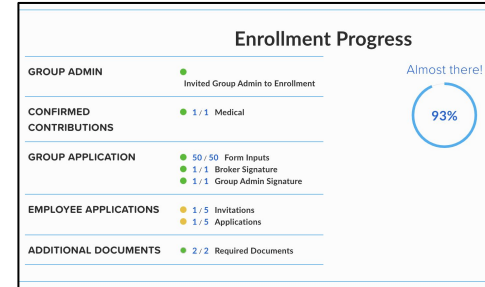 Enrollment Progress
GROUP ADMIN
Invited Group Admin to Enrollment
CONFIRMED
CONTRIBUTIONS
1 / 1 Medical
GROUP APPLICATION
50 / 50 Form Inputs
1 / 1 Broker Signature
1 / 1 Group Admin Signature
EMPLOYEE APPLICATIONS
1 / 5 Invitations
1 / 5 Applications
ADDITIONAL DOCUMENTS
2 / 2 Required Documents
Almost there!
93%